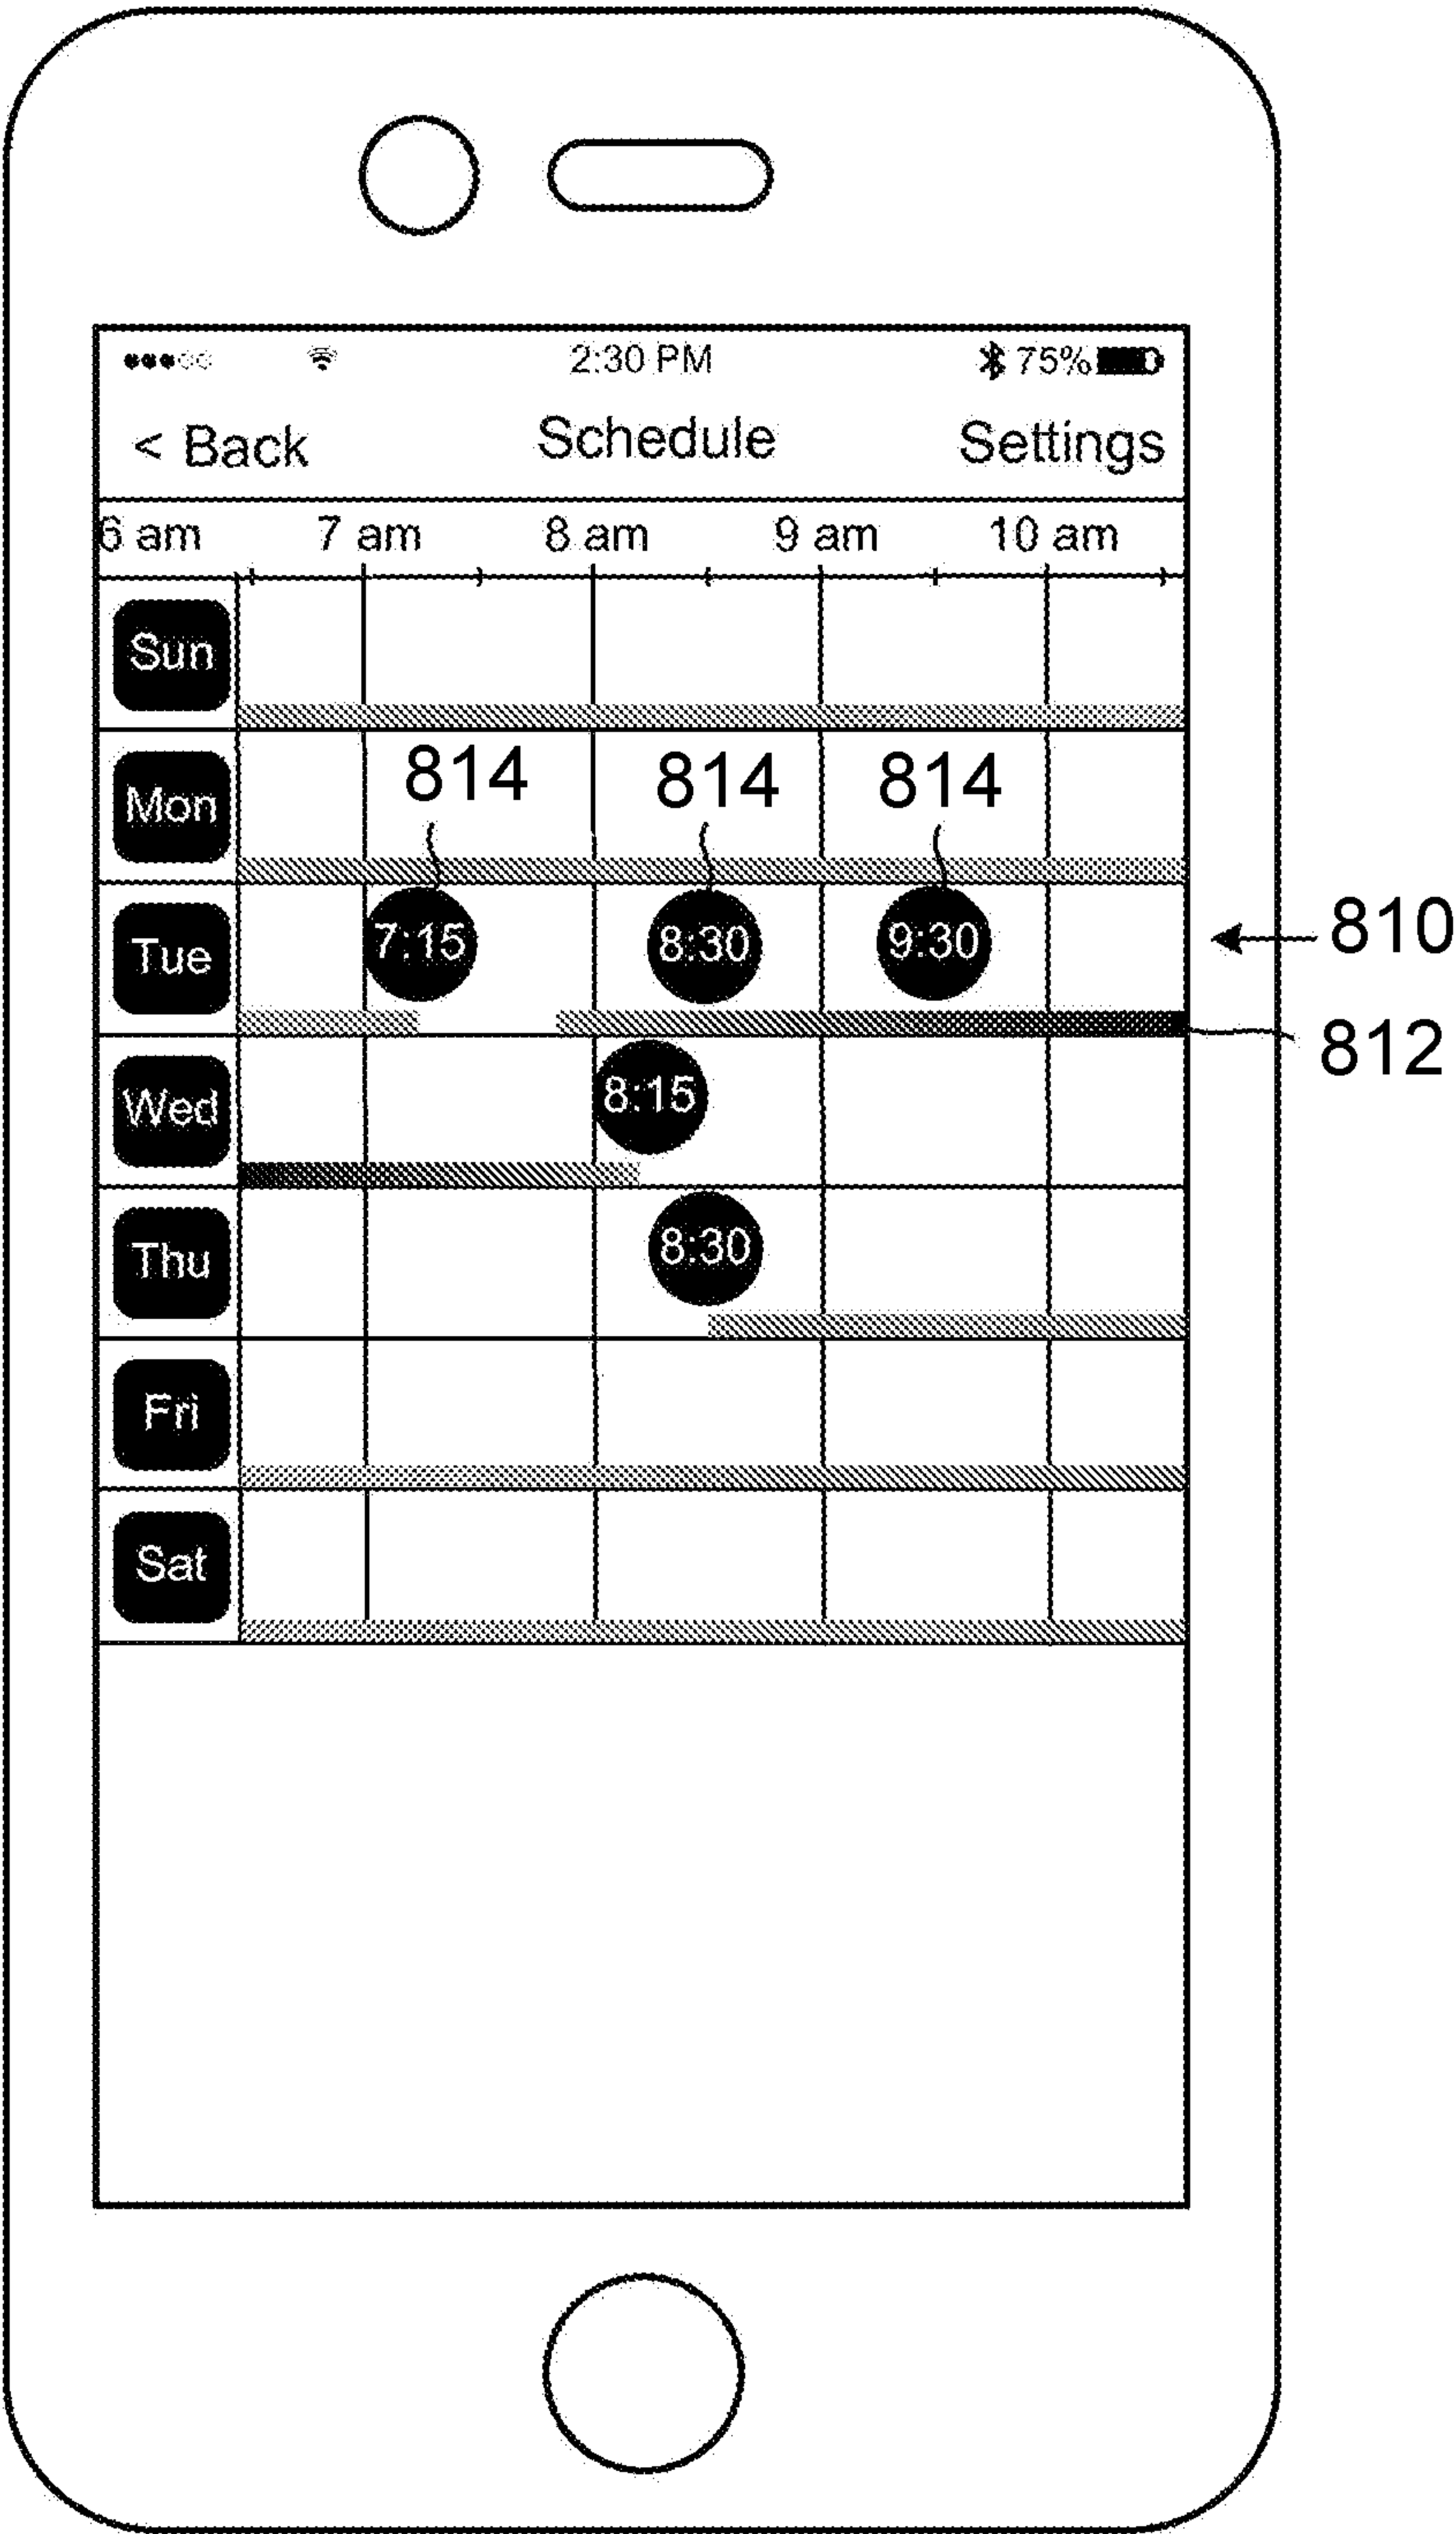 2:30 PM 75%
< Back Schedule Settings
6 am 7 am 8 am 9 am 10 am
Sun
814 814 814
Mon
Tue 7:15 8:30 9:30 810
812
Wed 8:15
Thu 8:30
Fri
Sat